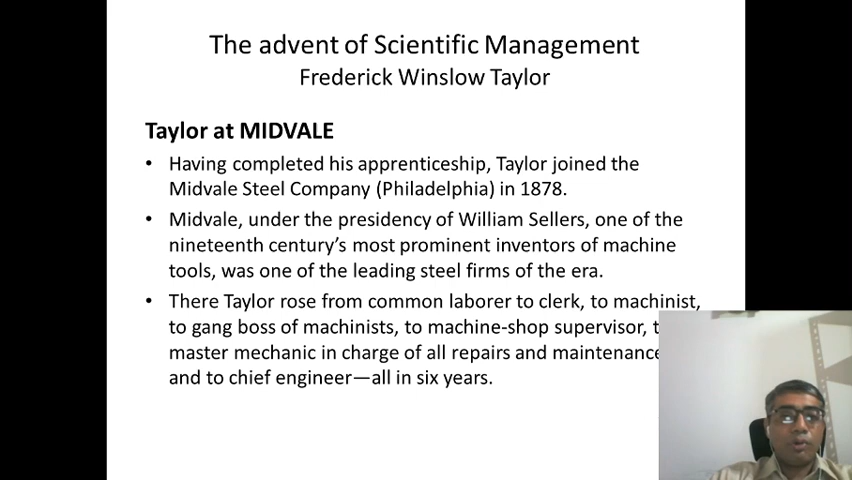 The advent of Scientific Management
Frederick Winslow Taylor
Taylor at MIDVALE
• Having completed his apprenticeship, Taylor joined the
Midvale Steel Company (Philadelphia) in 1878.
• Midvale, under the presidency of William Sellers, one of the
nineteenth century’s most prominent inventors of machine
tools, was one of the leading steel firms of the era.
• There Taylor rose from common laborer to clerk, to machinist,
to gang boss of machinists, to machine-shop supervisor,
master mechanic in charge of all repairs and maintenance
and to chief engineer—all in six years.